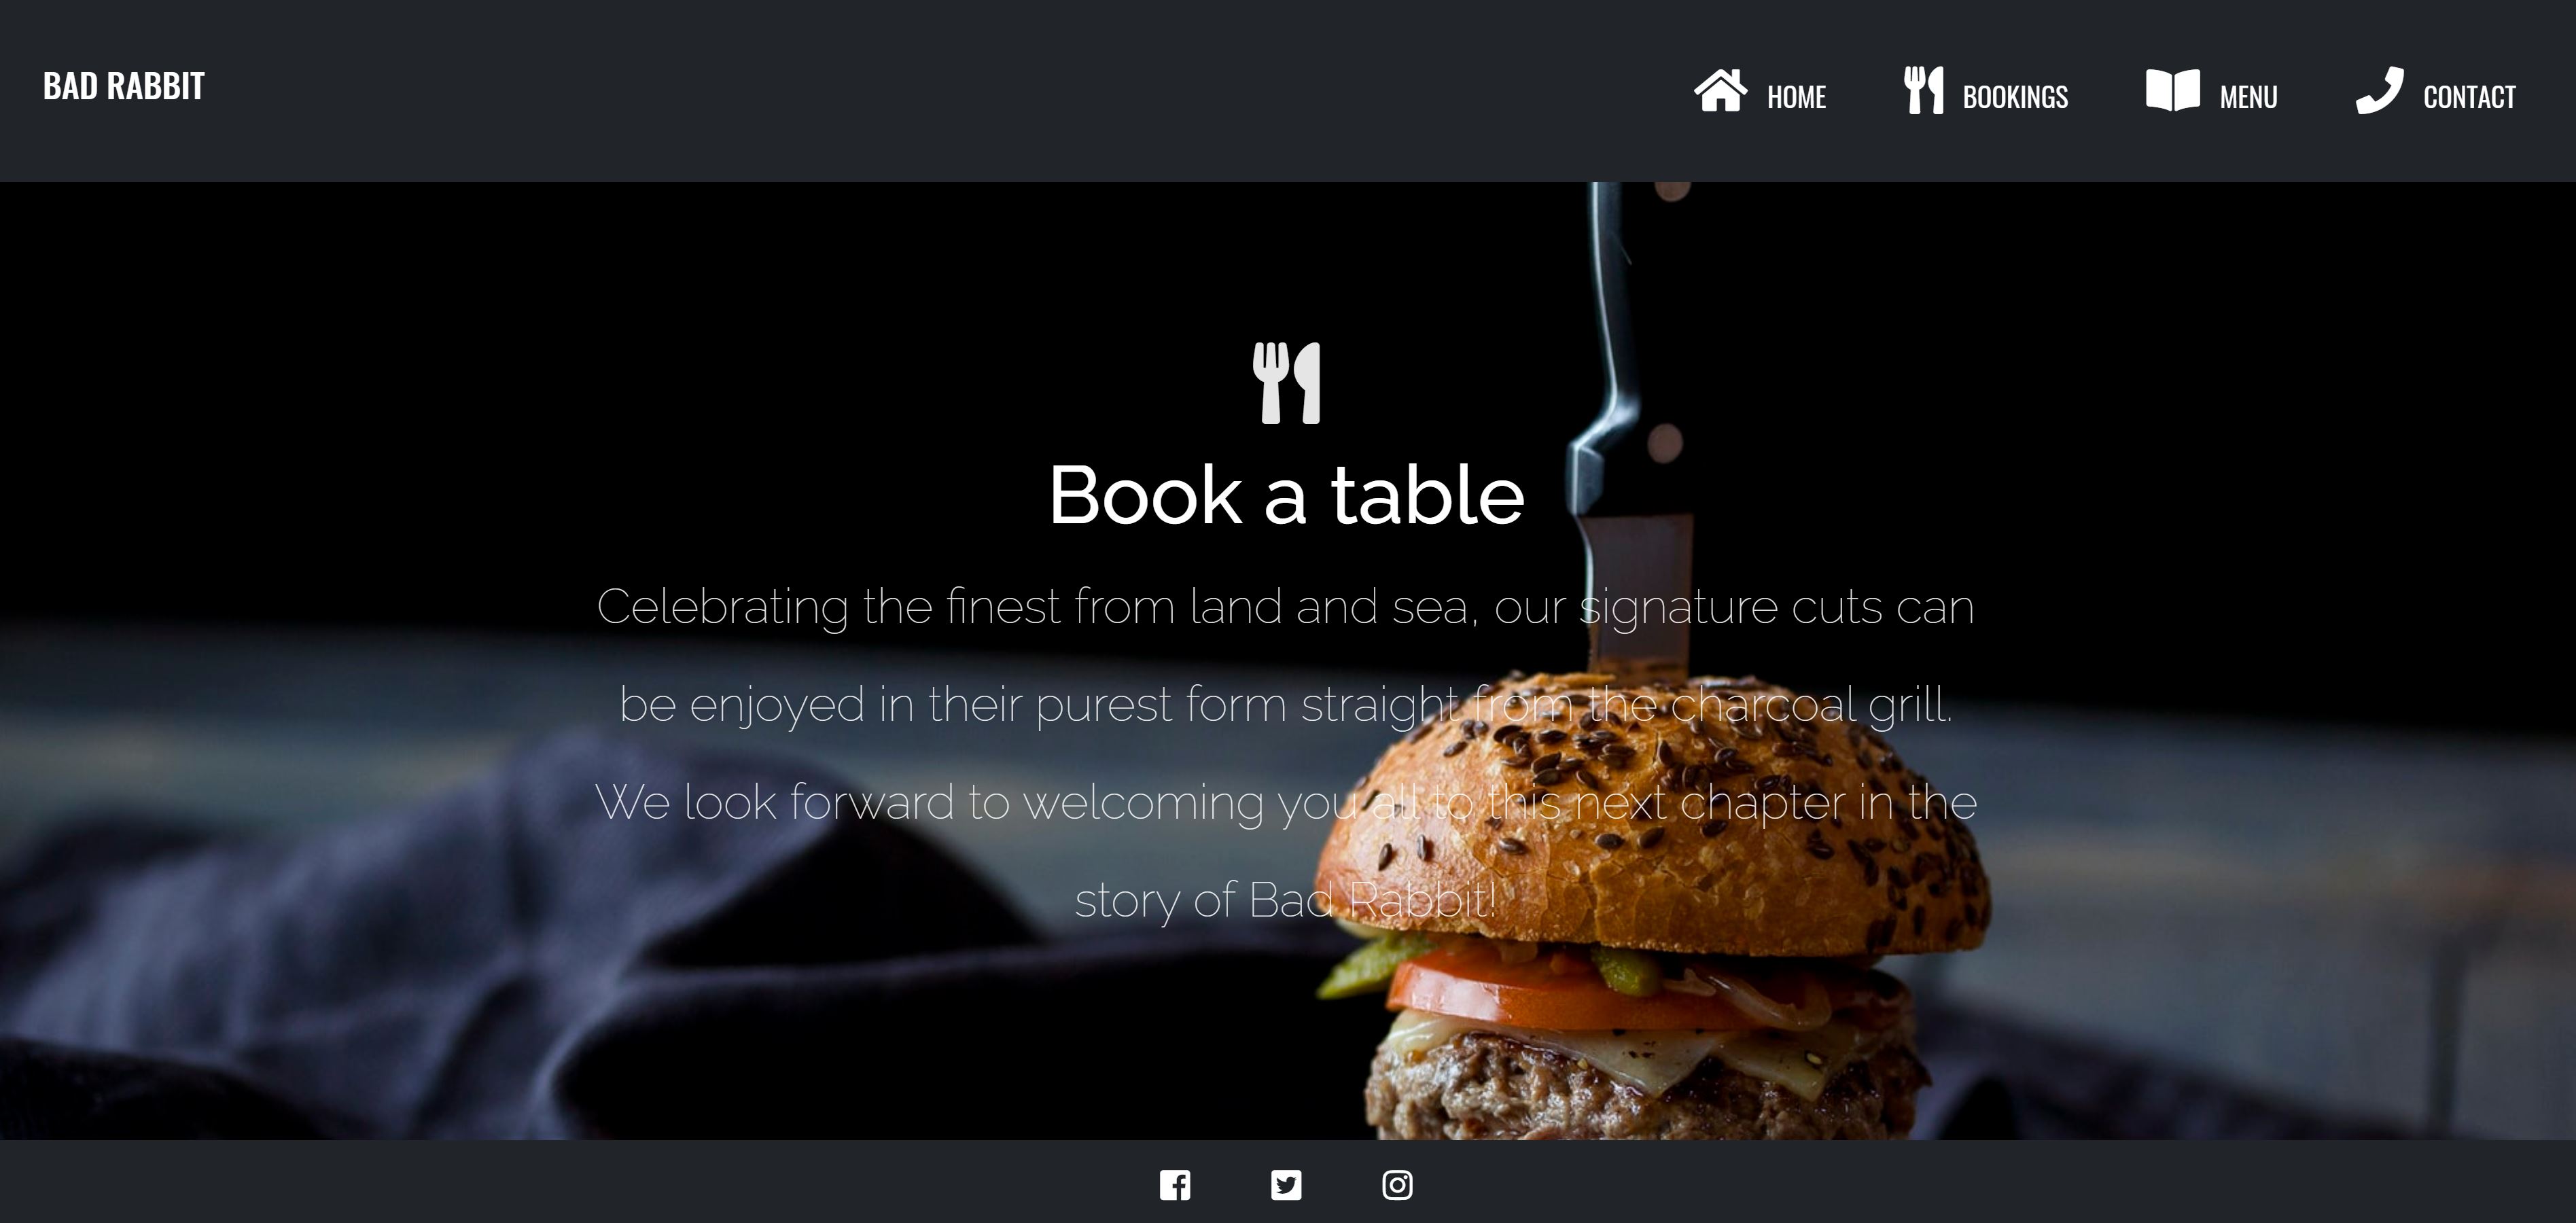 BAD RABBIT
HOME
BOOKINGS
MENU
CONTACT
Book a table
Celebrating the finest from land and sea, our signature cuts can
be enjoyed in their purest form straight from the charcoal grill.
We look forward to welcoming you all to this next chapter in the
story of Bad Rabbit!